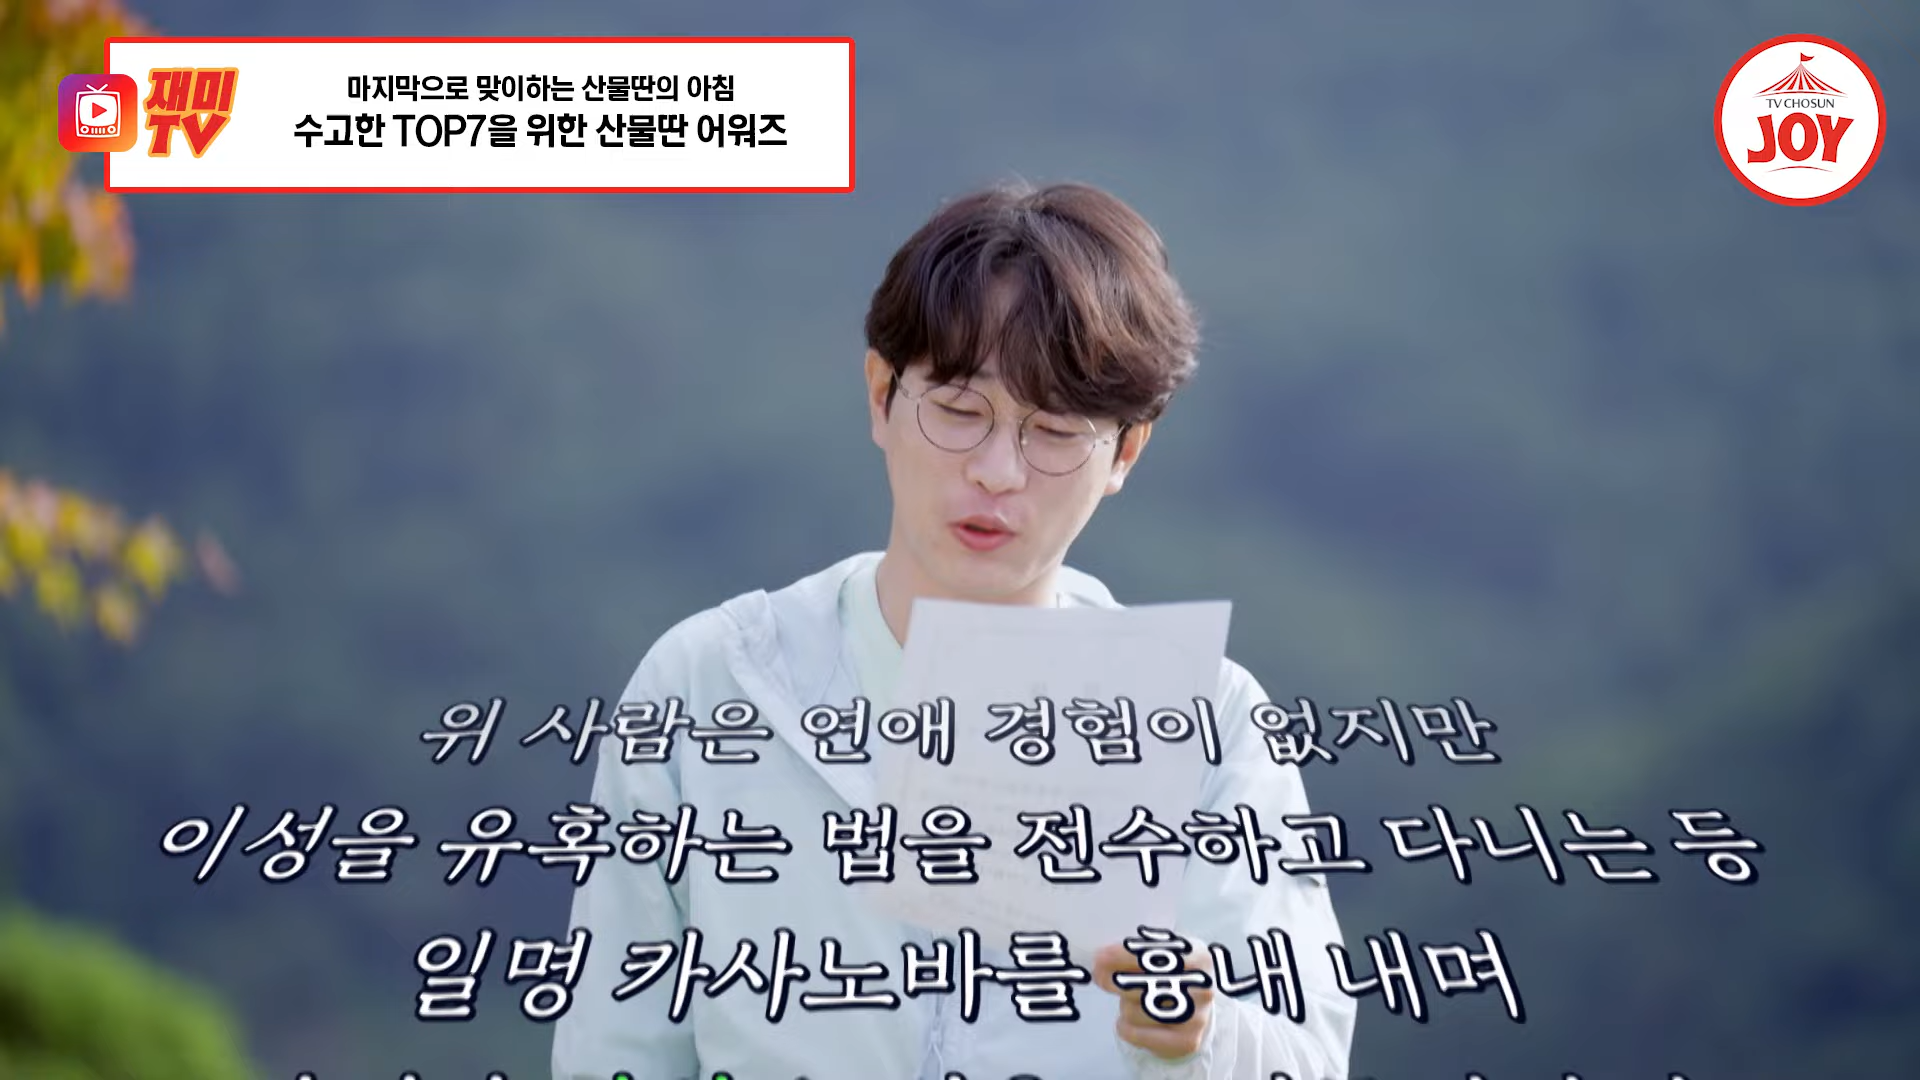 재미
TV
마지막으로 맞이하는 산물딴의 아침
수고한 TOP7을 위한 산물딴 어워즈
TV CHOSUN
JOY
위 사람은 연애 경험이 없지만
이성을 유혹하는 법을 전수하고 다니는 등
일명 카사노바를 흉내 내며